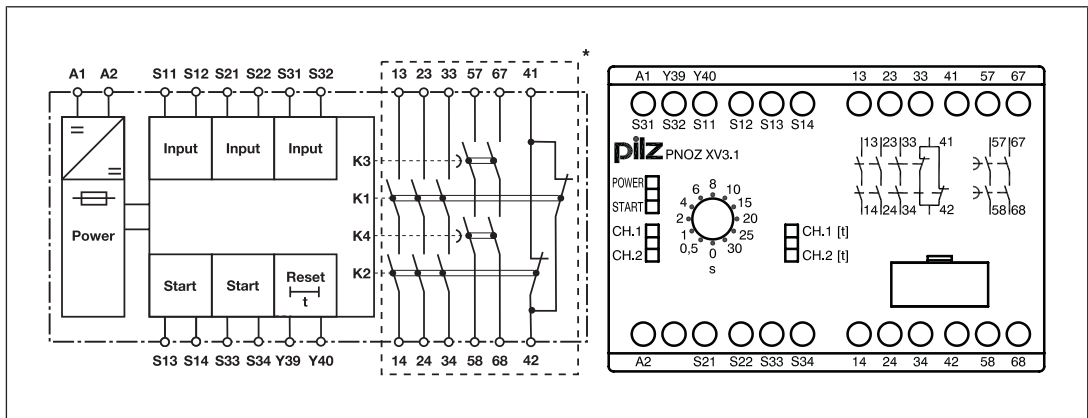 A1 A2 S11 S12 S21 S22 S31 S32 13 23 33 57 67 41 *
Input Input Input
K3
K1
K4
K2
Power
Start Start Reset
t
S13 S14 S33 S34 Y39 Y40 14 24 34 58 68 42
A1 Y39 Y40 13 23 33 41 57 67
S31 S32 S11 S12 S13 S14
pilz PNOZ XV3.1
13 23 33 41 57 67
POWER
START
CH.1
CH.2
0,5 1 2 4 6 8 10 15 20 25 30 0
s
CH.1 [t]
CH.2 [t]
14 24 34 42 58 68
A2 S21 S22 S33 S34 14 24 34 42 58 68